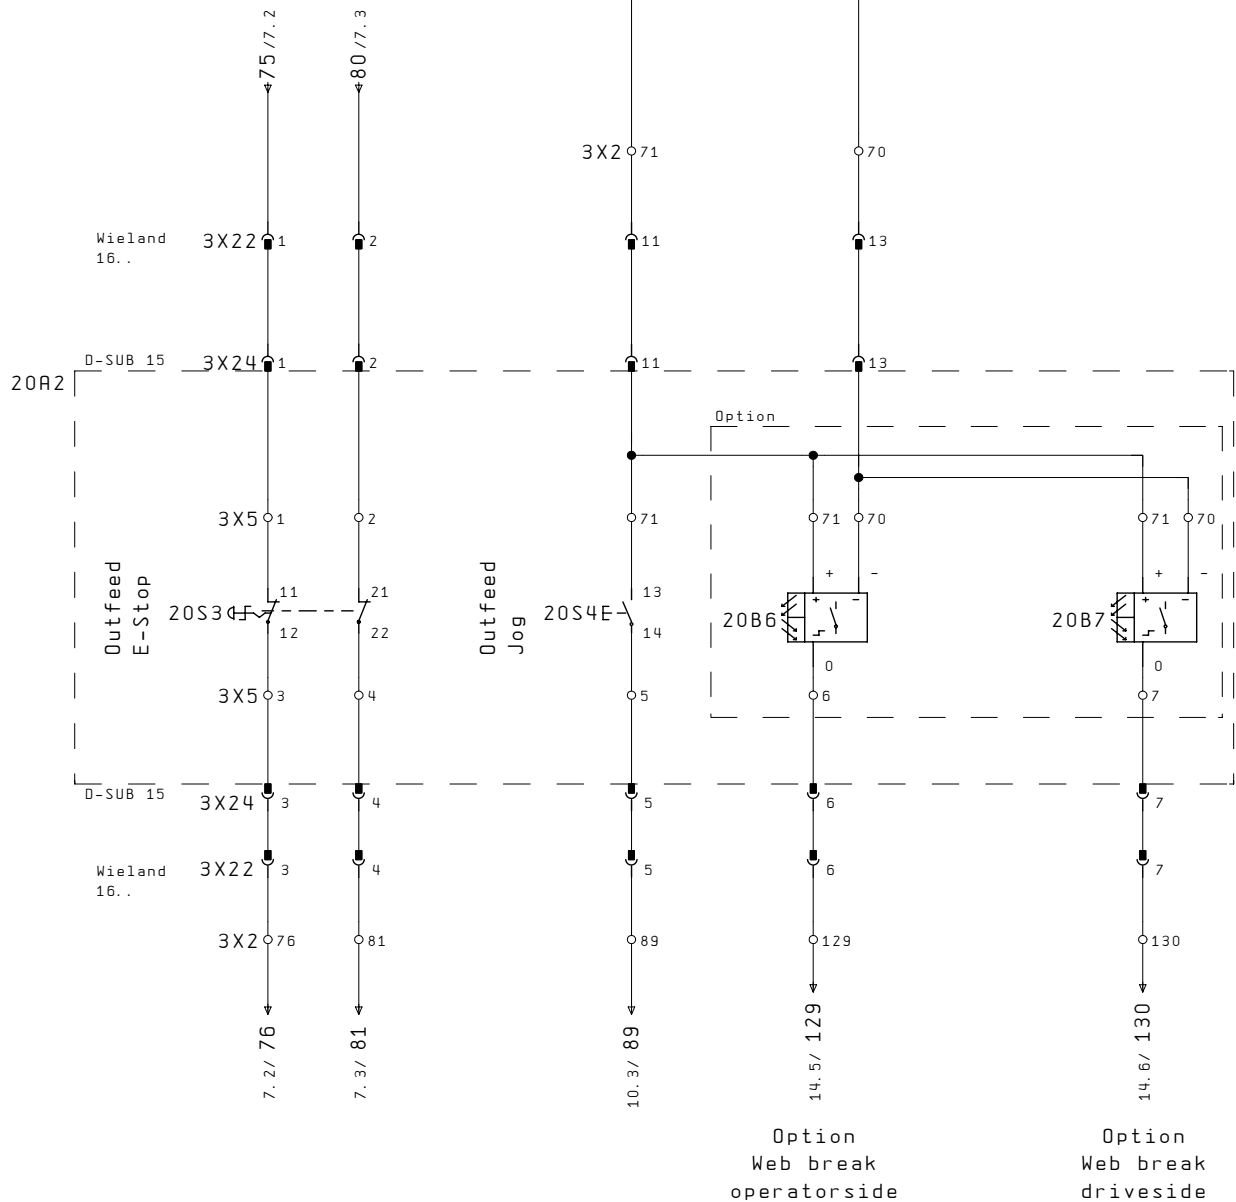 75/7.2
80/7.3
3X2 71
70
Wieland
16..
3X22 1
2
11
13
D-SUB 15
3X24 1
2
11
13
20A2
Option
3X5 1
2
71
71
70
71
70
Outfeed
E-Stop
20S3
11
12
21
22
Outfeed
Jog
20S4
13
14
+
-
20B6
+
-
0
+
-
20B7
+
-
0
3X5 3
4
5
6
7
D-SUB 15
3X24 3
4
5
6
7
Wieland
16..
3X22 3
4
5
6
7
3X2 76
81
89
129
130
7.2/ 76
7.3/ 81
10.3/ 89
14.5/ 129
14.6/ 130
Option
Web break
operatorside
Option
Web break
driveside